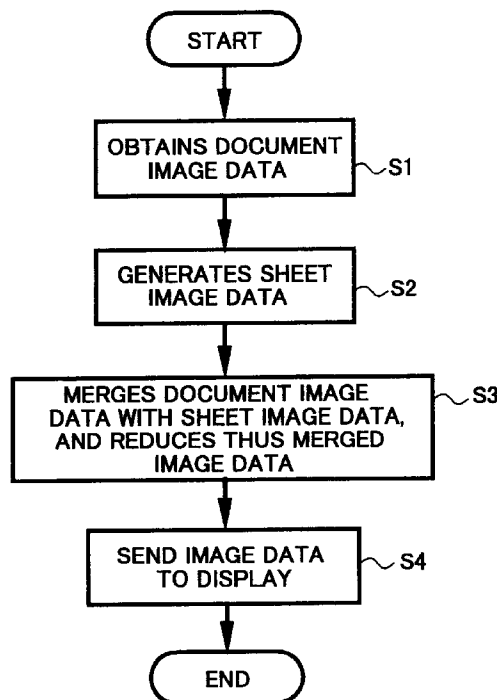 START
OBTAINS DOCUMENT
IMAGE DATA
S1
GENERATES SHEET
IMAGE DATA
S2
MERGES DOCUMENT IMAGE
DATA WITH SHEET IMAGE DATA,
AND REDUCES THUS MERGED
IMAGE DATA
S3
SEND IMAGE DATA
TO DISPLAY
S4
END